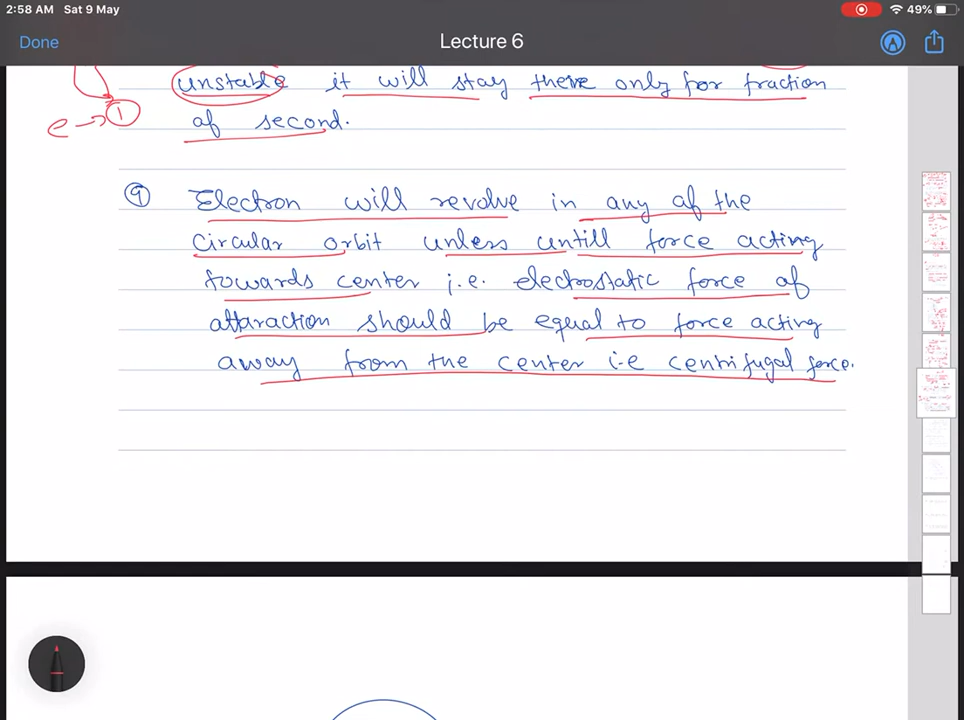 2:58 AM Sat 9 May
49%
Done
Lecture 6
unstable it will stay there only for fraction
e → ①
of second.
⑨ Electron will revolve in any of the
circular orbit unless untill force acting
towards center i.e. electrostatic force of
attaraction should be equal to force acting
away from the center i-e centrifugal force.